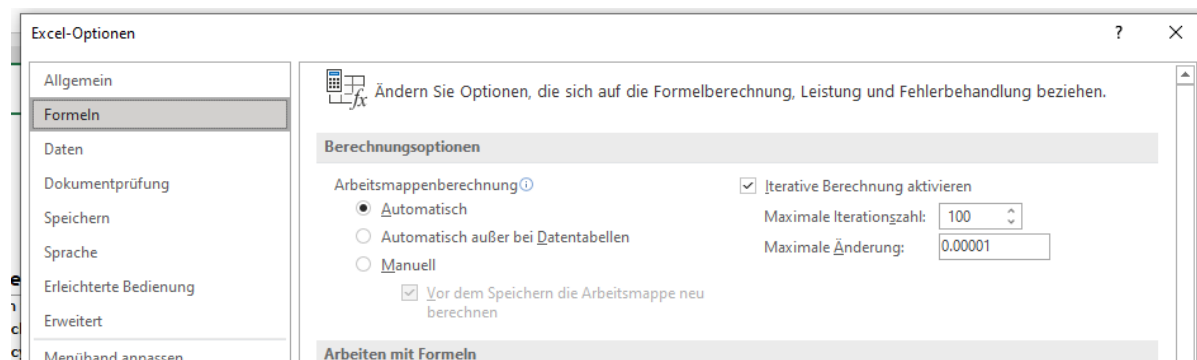 Excel-Optionen
?
Allgemein
Formeln
Daten
Dokumentprüfung
Speichern
Sprache
Erleichterte Bedienung
Erweitert
Menüband anpassen
fx Ändern Sie Optionen, die sich auf die Formelberechnung, Leistung und Fehlerbehandlung beziehen.
Berechnungsoptionen
Arbeitsmappenberechnung
Automatisch
Automatisch außer bei Datentabellen
Manuell
Vor dem Speichern die Arbeitsmappe neu
berechnen
Iterative Berechnung aktivieren
Maximale Iterationszahl: 100
Maximale Änderung: 0.00001
Arbeiten mit Formeln